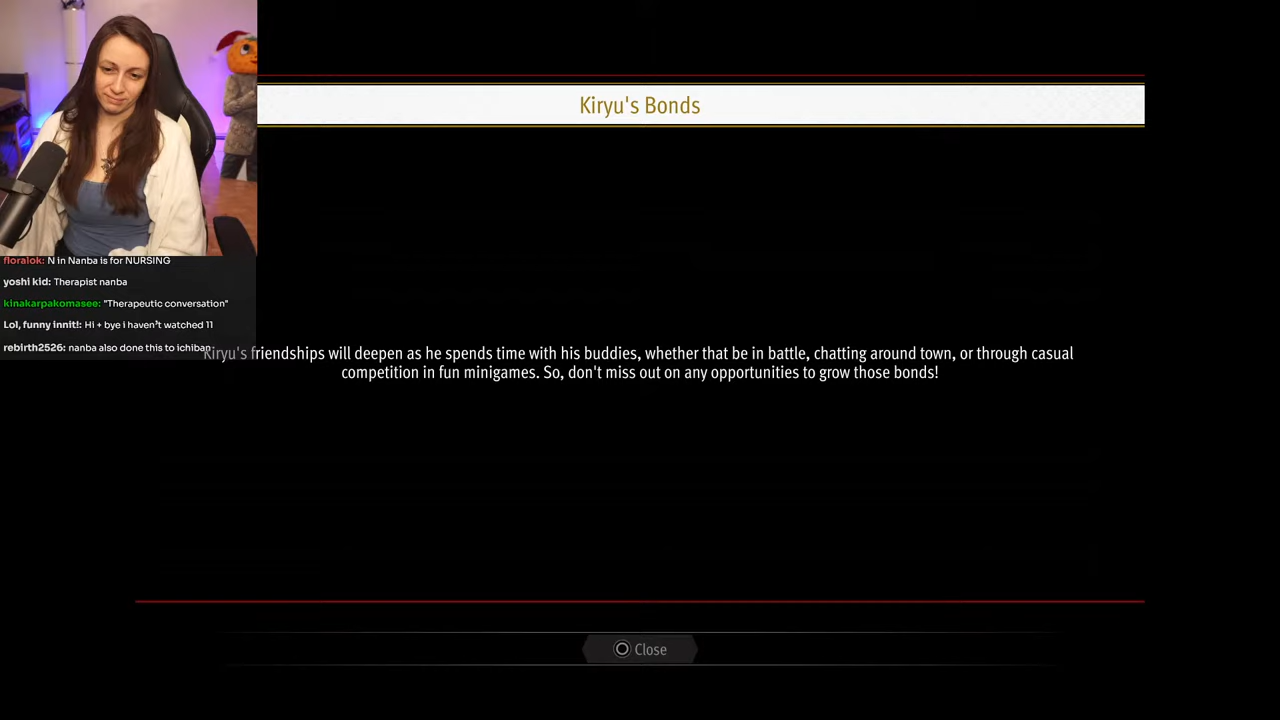 Kiryu's Bonds
floralok: N in Nanba is for NURSING
yoshi kid: Therapist nanba
kinakarpakomasee: "Therapeutic conversation"
Lol, funny innit!: Hi + bye i haven't watched 11
rebirth2526: nanba also done this to ichiban
Kiryu's friendships will deepen as he spends time with his buddies, whether that be in battle, chatting around town, or through casual
competition in fun minigames. So, don't miss out on any opportunities to grow those bonds!
Close